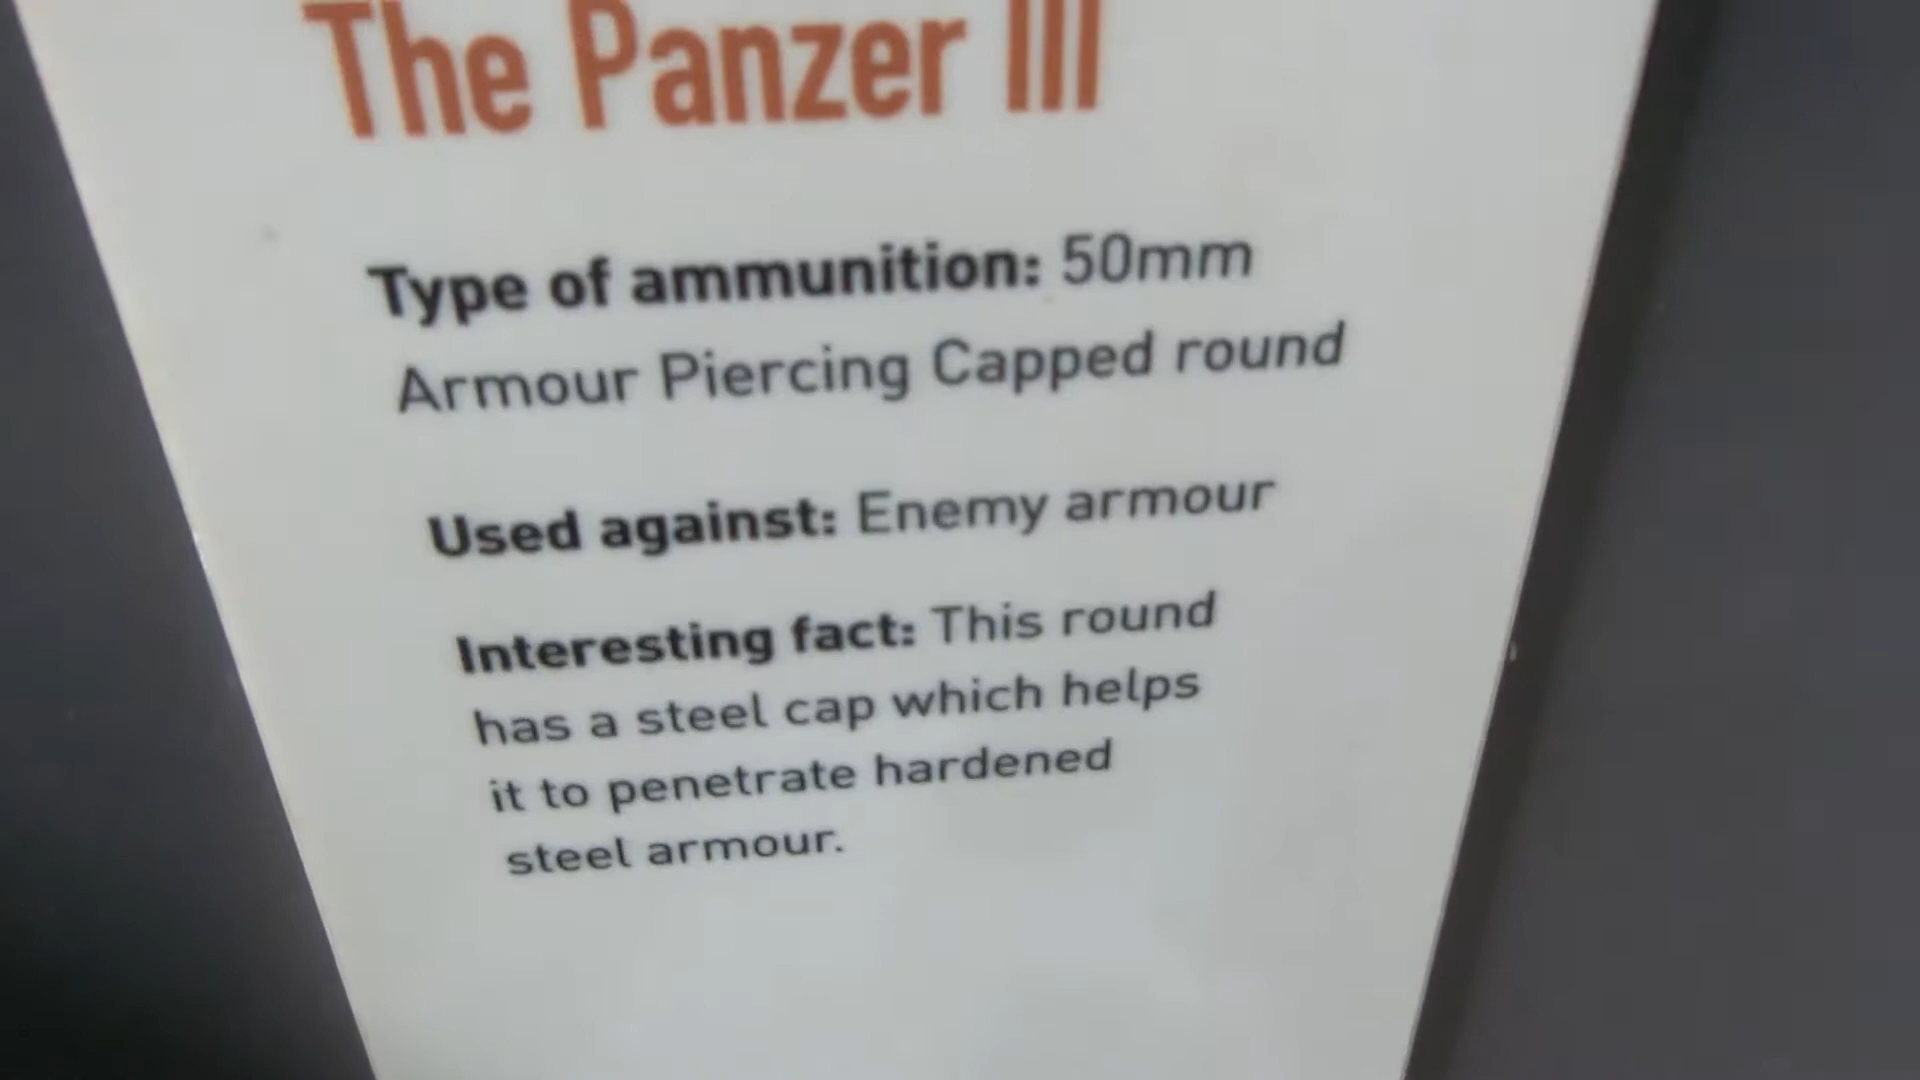 The Panzer III
Type of ammunition: 50mm
Armour Piercing Capped round
Used against: Enemy armour
Interesting fact: This round
has a steel cap which helps
it to penetrate hardened
steel armour.